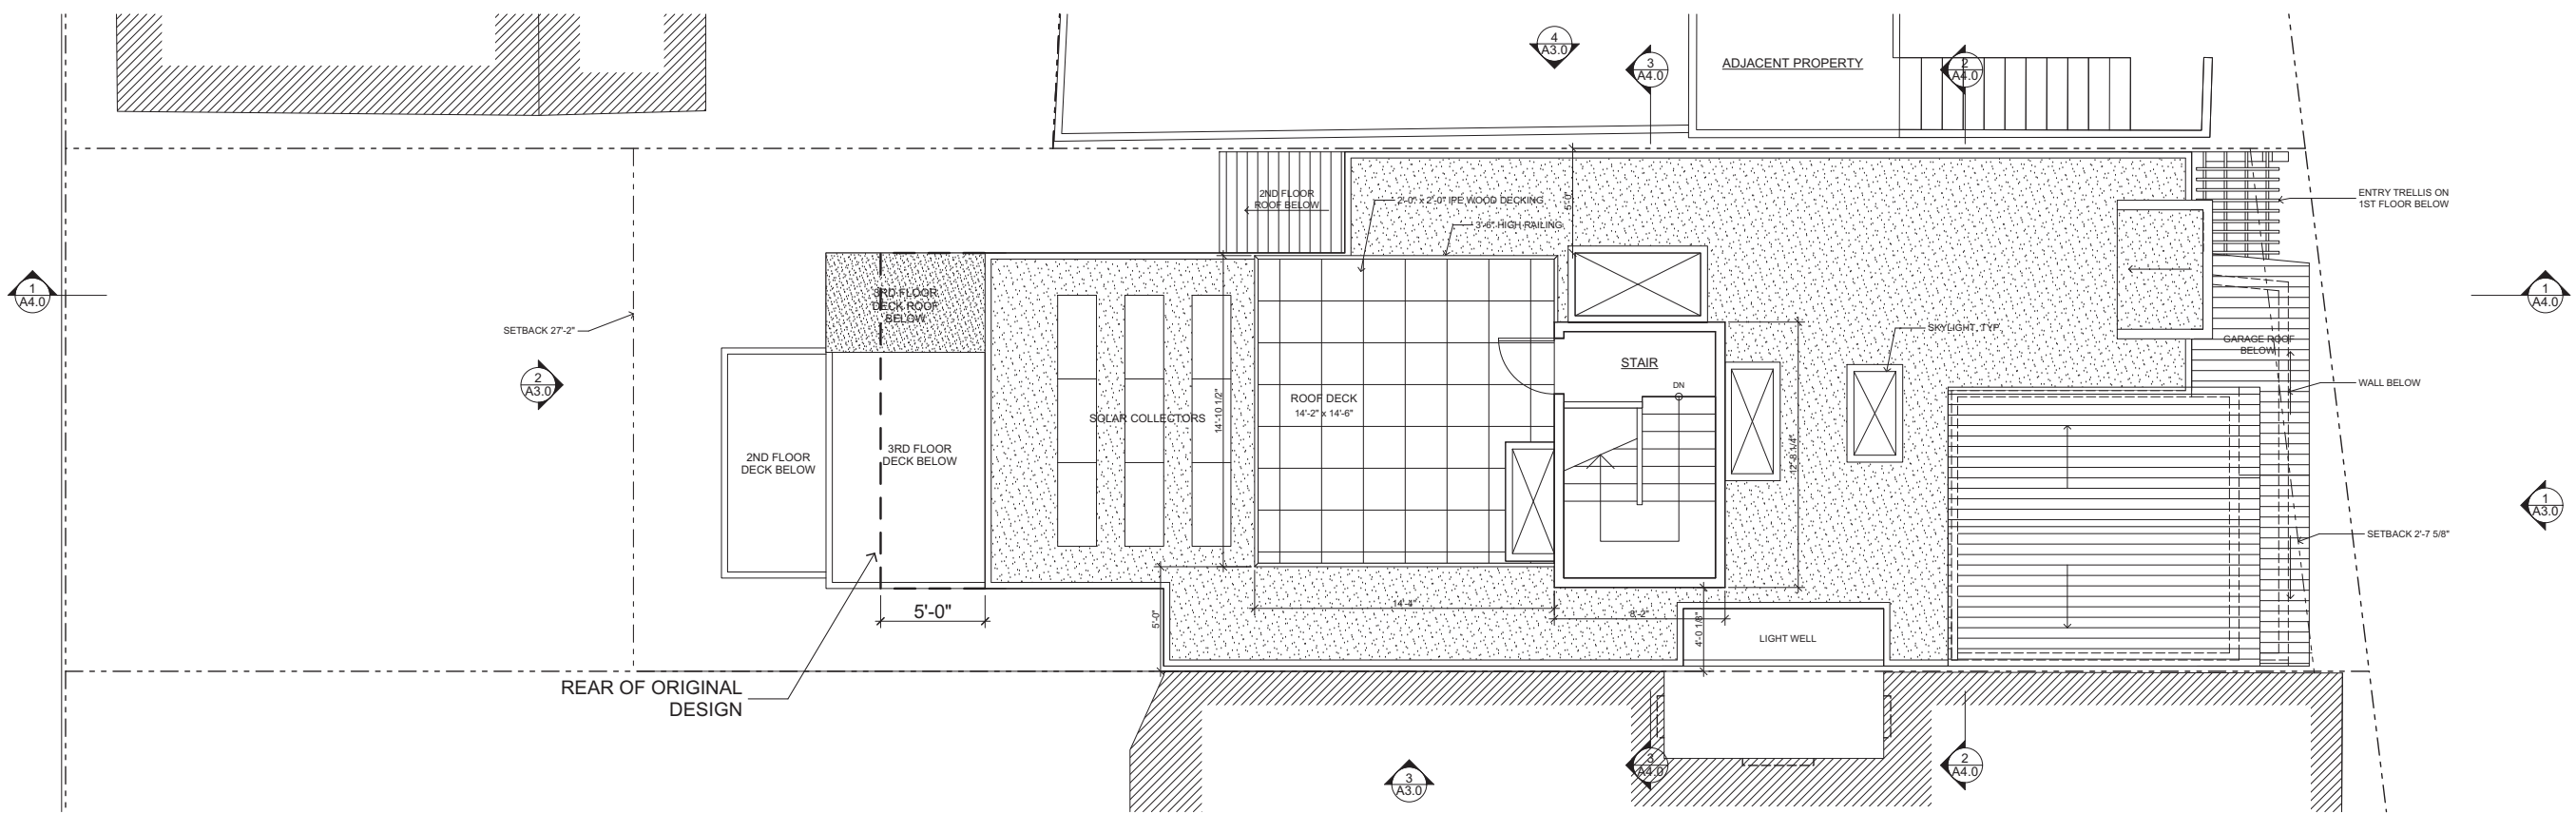 4
A3.0
3
A4.0
ADJACENT PROPERTY
2
A4.0
2ND FLOOR
ROOF BELOW
2'-0" x 2'-0" IPE WOOD DECKING
5'-0"
3'-6" HIGH RAILING
ENTRY TRELLIS ON
1ST FLOOR BELOW
1
A4.0
3RD FLOOR
DECK ROOF
BELOW
SETBACK 27'-2"
SKYLIGHT, TYP.
GARAGE ROOF
BELOW
1
A4.0
2
A3.0
STAIR
DN
WALL BELOW
ROOF DECK
14'-2" x 14'-6"
SOLAR COLLECTORS
14'-10 1/2"
12'-8 1/4"
2ND FLOOR
DECK BELOW
3RD FLOOR
DECK BELOW
1
A3.0
SETBACK 2'-7 5/8"
5'-0"
5'-0"
14'-4"
8'-2"
4'-0 1/8"
LIGHT WELL
REAR OF ORIGINAL
DESIGN
3
A3.0
3
A4.0
2
A4.0